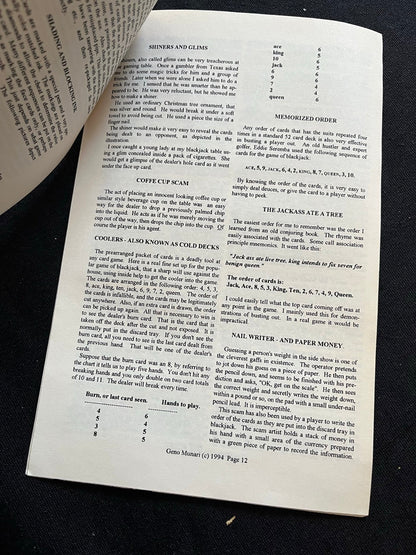 SHADING AND BLOCKOUT
SHINERS AND GLIMS
Shiners, also called glims can be very treacherous at
the gaming table. Once a gambler from Texas asked
me to do some magic tricks for him and a group of
friends. Later when we were alone I asked him to do a
trick for me. I sensed that he was smarter than he ap-
peared to be. He was very reluctant, but he showed me
how to make a shiner.
He used an ordinary Christmas tree ornament, that
was silver and round. He would break it under a soft
towel to avoid being cut. He used a piece the size of a
finger nail.
The shiner would make it very easy to reveal the cards
being dealt to an opponent, as depicted in the
illustration.
I once caught a young lady at my blackjack table us-
ing a glim concealed inside a pack of cigarettes. She
would get a glimpse of the dealer's hole card as it went
under the face up card.
COFFE CUP SCAM
The act of placing an innocent looking coffee cup or
similar style beverage cup on the table was an easy
way for the dealer to drop a previously palmed chip
into the liquid. He acts as if he was merely moving the
cup out of the way, then drops the chip into the cup. Of
course the player is his agent.
COOLERS - ALSO KNOWN AS COLD DECKS
The prearranged packet of cards is a deadly tool at
any card game. Here is a real fine set up for the popu-
lar game of blackjack, that a sharp will use against the
house, using inside help to get the cooler into the game.
The cards are arranged in the following order: 4, 5, 3,
8, ace, king, ten, jack, 6, 9, 7, 2, queen. The order of
the cards is infallible, and the cards may be legitimately
cut anywhere. Also, if an extra card is drawn, the order
can be picked up again. All that is necessary to win is
to see the dealer's burn card. That is the card that is
taken off the deck after the cut and not exposed. It is
normally put in the discard tray. If you don't see the
burn card, all you need to see is the last card dealt from
the previous hand. That will be one of the dealer's
cards.
Suppose that the burn card was an 8, by referring to
the chart it tells us to play five hands. You don't hit any
breaking hands and you only double on two card totals
of 10 and 11. The dealer will break every time.
Burn, or last card seen. Hands to play.
4 6
5 4
3 5
8 5
ace 6
king 5
10 6
jack 5
6 6
9 6
7 4
2 4
queen 6
MEMORIZED ORDER
Any order of cards that has the suits repeated four
times in a standard 52 card deck is also very effective
in busting a player out. An old hustler and expert
golfer, Eddie Seremba used the following sequence of
cards for the game of blackjack.
ACE, 5, 9, JACK, 6, 4, 2, KING, 8, 7, QUEEN, 3, 10.
By knowing the order of the cards, it is very easy to
simply deal deuces, or give the card to a player without
having to peek.
THE JACKASS ATE A TREE
The easiest order for me to remember was the order I
learned from an old conjuring book. The rhyme was
easily associated with the cards. Some call association
principle mnemonics. It went like this:
"Jack ass ate live tree, king intends to fix seven for
benign queen."
The order of cards is:
Jack, Ace, 8, 5, 3, King, Ten, 2, 6, 7, 4, 9, Queen.
I could easily tell what the top card coming off was at
any point in the game. I mainly used this for demon-
strations of busting out. In a real game it would be
impractical.
NAIL WRITER - AND PAPER MONEY
Guessing a person's weight in the side show is one of
the cleverest gaffs in existence. The operator pretends
to jot down his guess on a piece of paper. He then puts
the pencil down, and seems to be finished with his pre-
diction and asks, "OK, get on the scale". He then sees
the correct weight and secretly writes the weight down,
within a pound or so, on the pad with a small under-nail
pencil lead. It is imperceptible.
This scam has also been used by a player to write the
order of the cards as they are put into the discard tray in
blackjack. The scam artist holds a stack of money in
his hand with a small area of the currency prepared
with a green piece of paper to record the information.
Geno Munari (c) 1994 Page 12